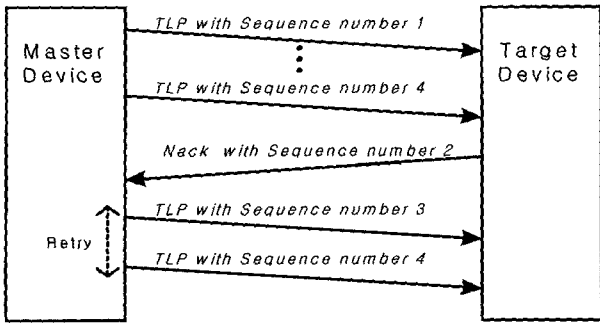 TLP with Sequence number 1
Master
Device
Target
Device
TLP with Sequence number 4
Nack with Sequence number 2
TLP with Sequence number 3
Retry
TLP with Sequence number 4